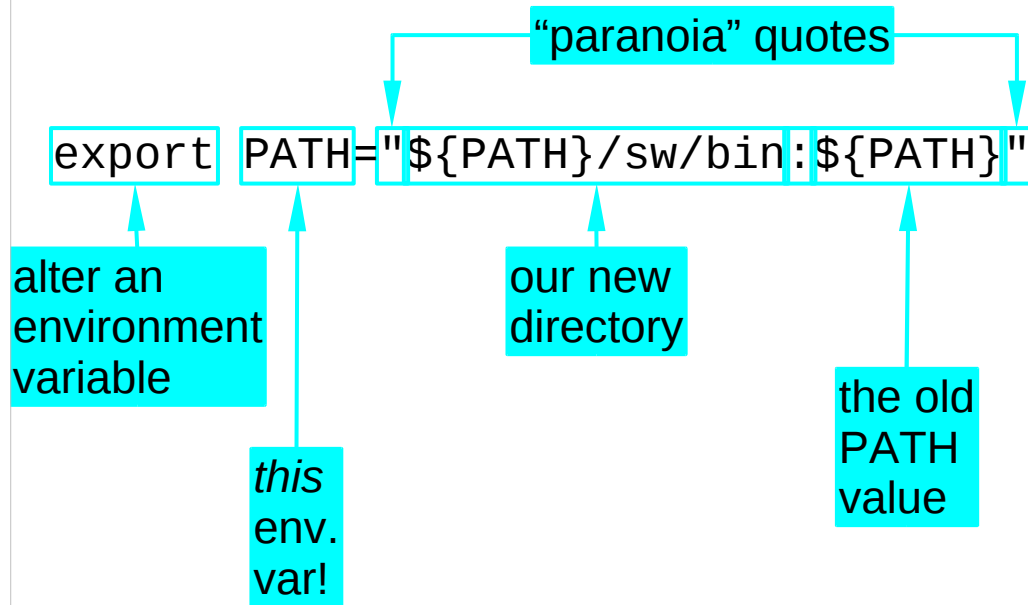 “paranoia” quotes
export PATH="${PATH}/sw/bin:${PATH}"
alter an
environment
variable
our new
directory
the old
PATH
value
this
env.
var!